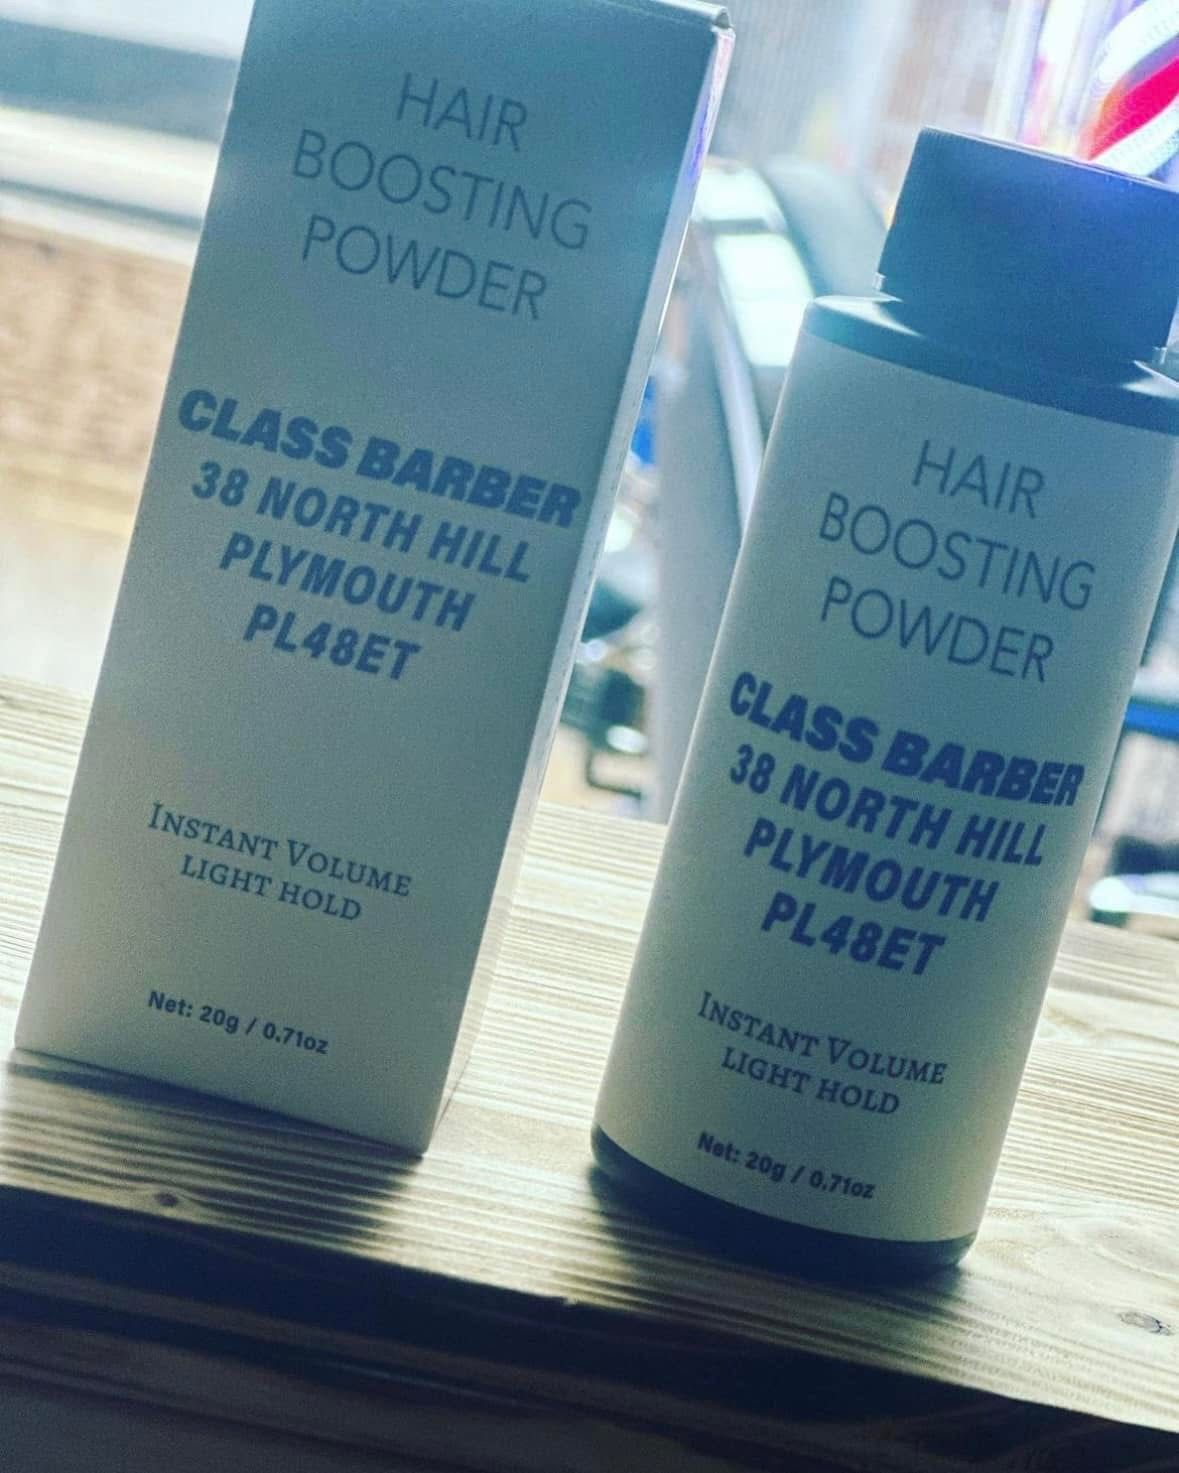 HAIR
BOOSTING
POWDER
CLASS BARBER
38 NORTH HILL
PLYMOUTH
PL48ET
INSTANT VOLUME
LIGHT HOLD
Net: 20g / 0.71oz
HAIR
BOOSTING
POWDER
CLASS BARBER
38 NORTH HILL
PLYMOUTH
PL48ET
INSTANT VOLUME
LIGHT HOLD
Net: 20g / 0.71oz